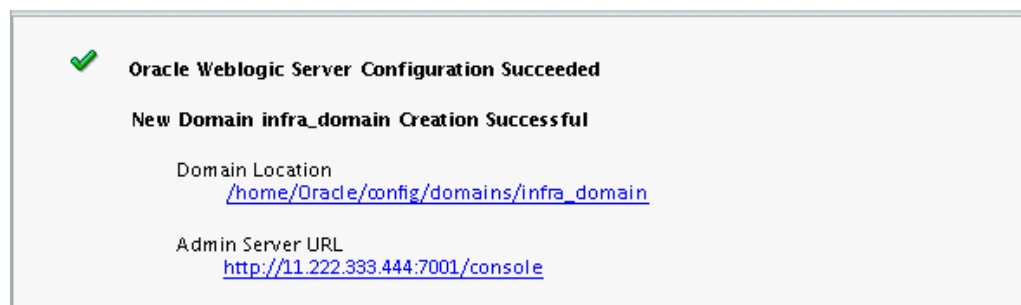 Oracle Weblogic Server Configuration Succeeded
New Domain infra_domain Creation Successful
Domain Location
/home/Oracle/config/domains/infra_domain
Admin Server URL
http://11.222.333.444:7001/console